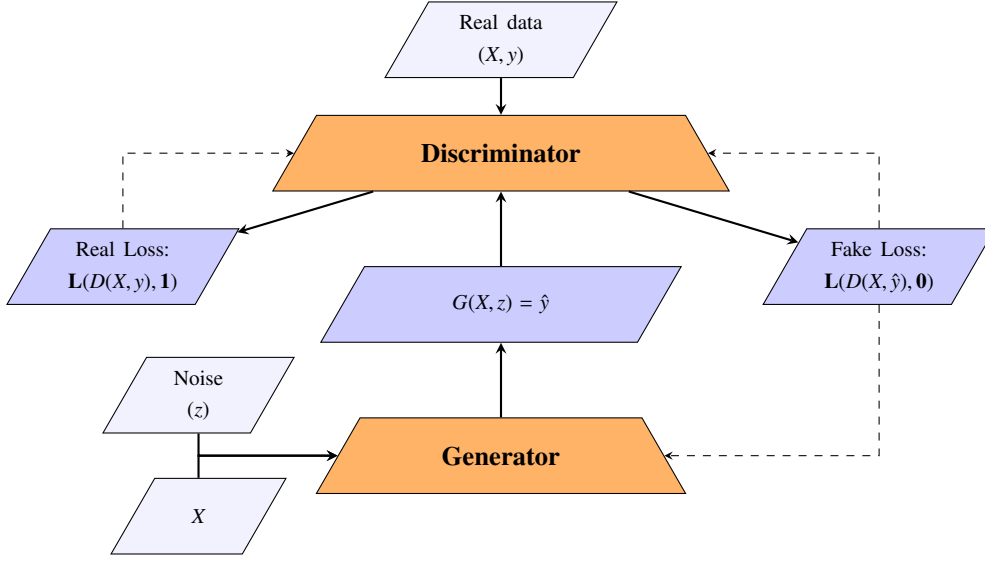 Real data
(X, y)
Discriminator
Real Loss:
L(D(X, y), 1)
Fake Loss:
L(D(X, ŷ), 0)
G(X, z) = ŷ
Noise
(z)
Generator
X